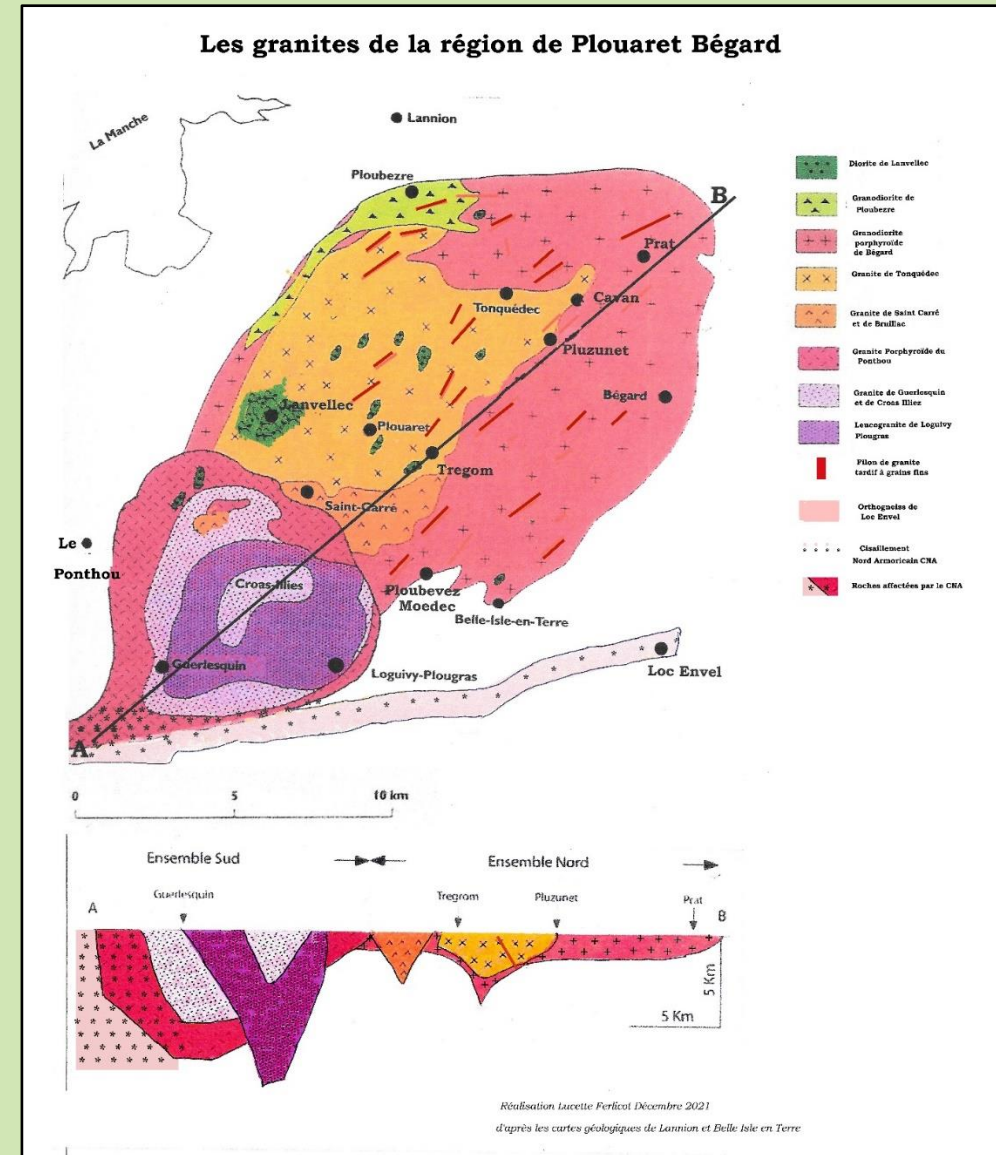 Les granites de la région de Plouaret Bégard
La Manche
Lannion
Ploubezre
B
Prat
Tonquédec
Cavan
Pluzunet
Bégard
Lanvellec
Plouaret
Tregom
Saint-Carré
Le
Ponthou
Croas-Illies
Ploubevez
Moedec
Belle-Isle-en-Terre
Guerlesquin
Loguivy-Plougras
Loc Envel
A
Diorite de Lanvellec
Granodiorite de
Ploubezre
Granodiorite
porphyroïde
de Bégard
Granite de Tonquédec
Granite de Saint Carré
et de Bruillac
Granite Porphyroïde du
Ponthou
Granite de Guerlesquin
et de Croas Illiez
Leucogranite de Loguivy
Plougras
Filon de granite
tardif à grains fins
Orthogneiss de
Loc Envel
Cisaillement
Nord Armoricain CNA
Roches affectées par le CNA
0 5 10 km
Ensemble Sud Ensemble Nord
A Guerlesquin Tregrom Pluzunet Prat B
5 Km
5 Km
Réalisation Lucette Ferlicot Décembre 2021
d'après les cartes géologiques de Lannion et Belle Isle en Terre